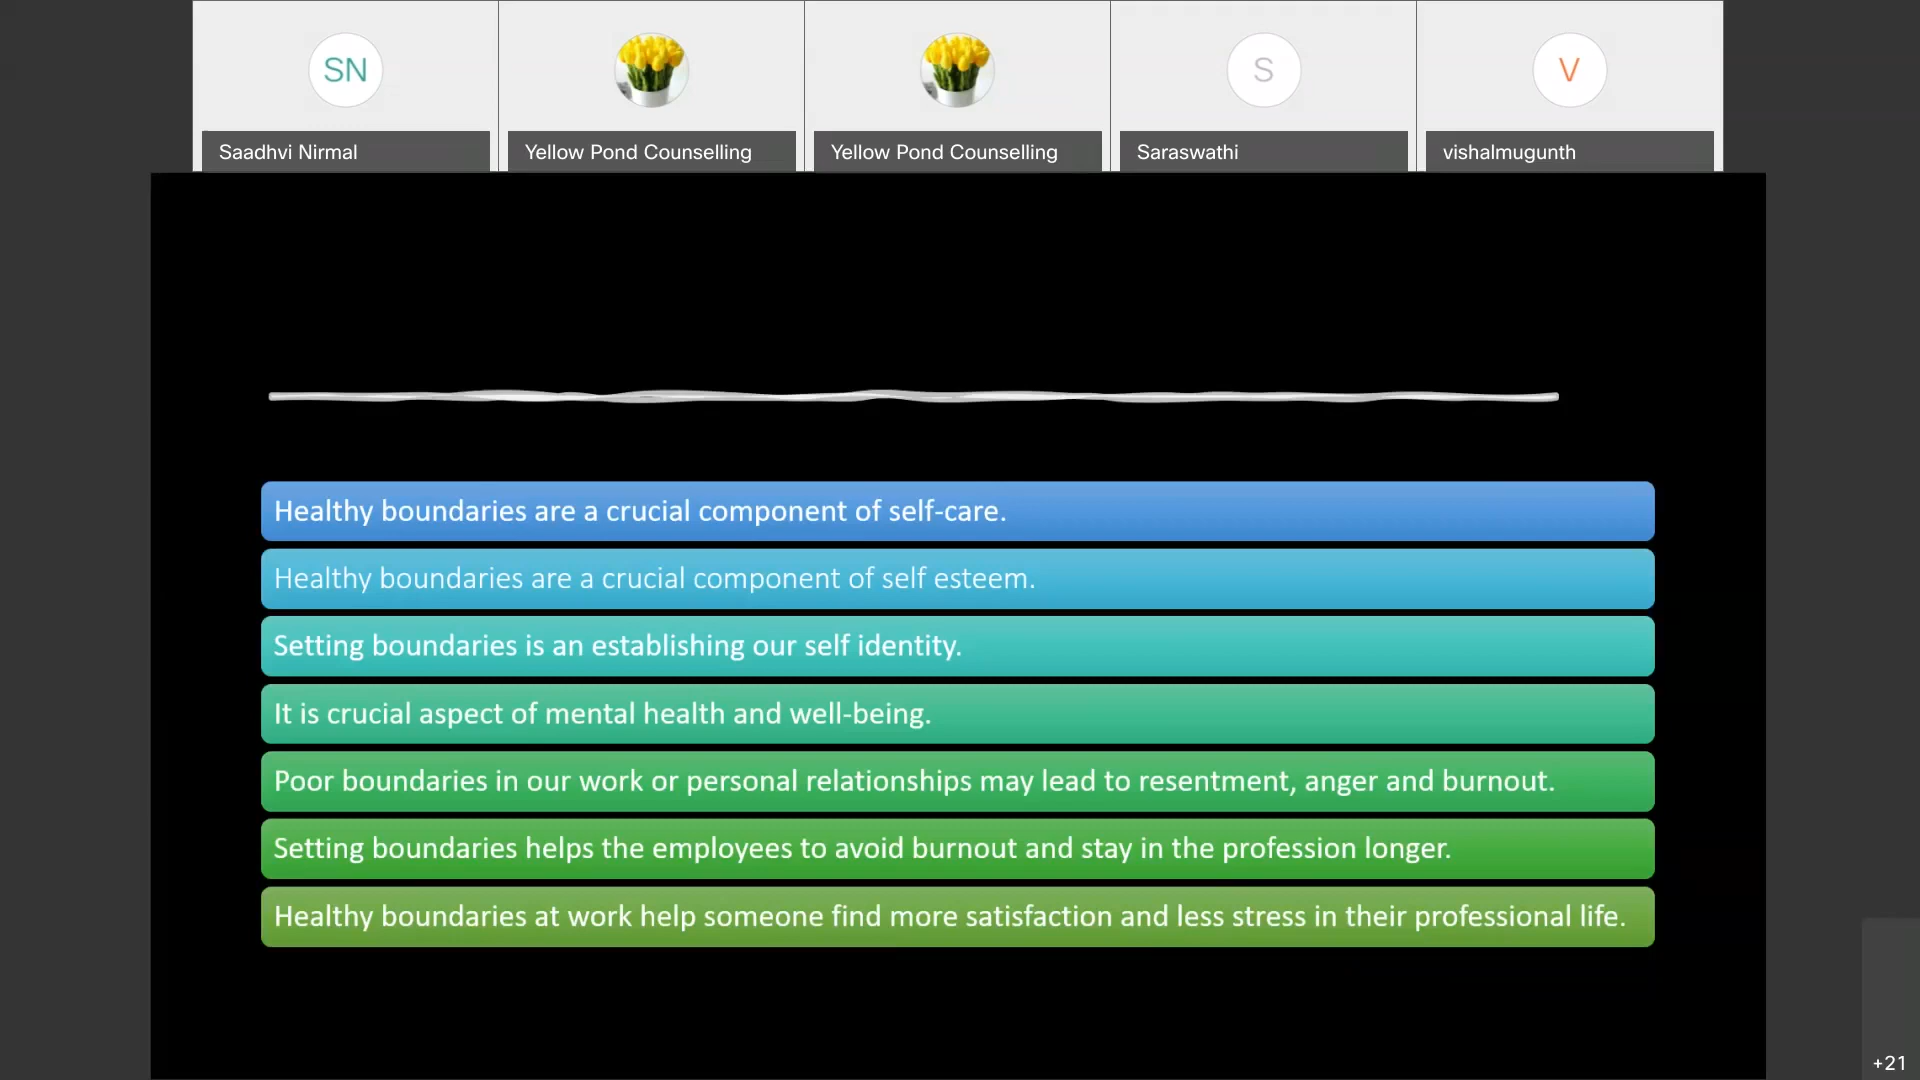 SN
S
V
Saadhvi Nirmal
Yellow Pond Counselling
Yellow Pond Counselling
Saraswathi
vishalmugunth
Healthy boundaries are a crucial component of self-care.
Healthy boundaries are a crucial component of self esteem.
Setting boundaries is an establishing our self identity.
It is crucial aspect of mental health and well-being.
Poor boundaries in our work or personal relationships may lead to resentment, anger and burnout.
Setting boundaries helps the employees to avoid burnout and stay in the profession longer.
Healthy boundaries at work help someone find more satisfaction and less stress in their professional life.
+21